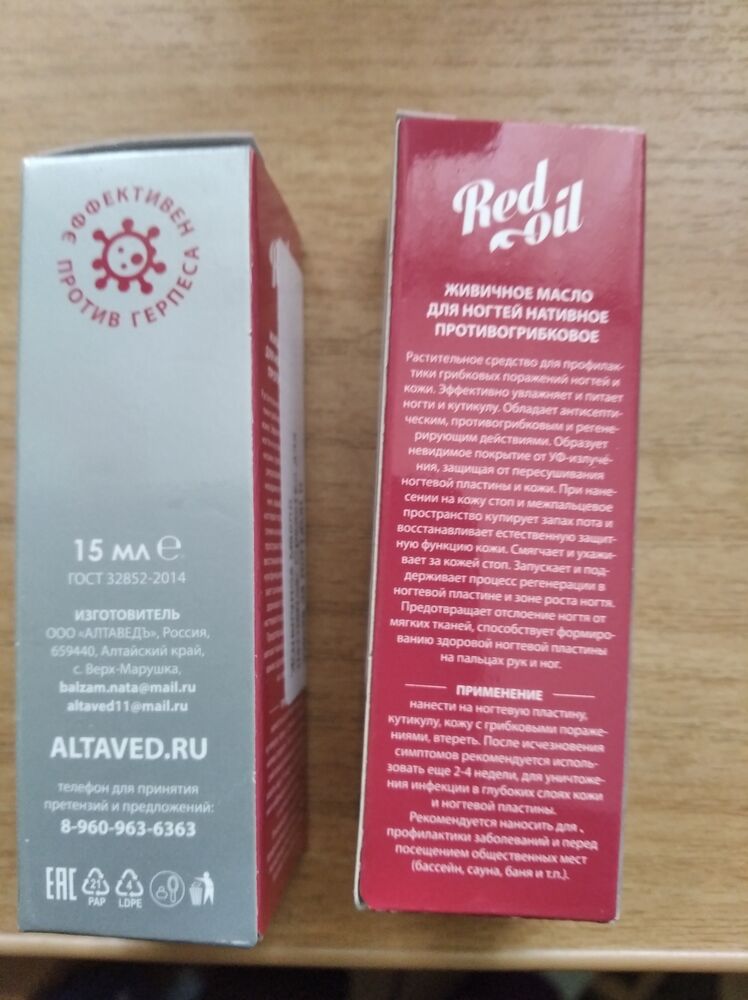 ЭФФЕКТИВЕН
ПРОТИВ ГЕРПЕСА
15 МЛ е
ГОСТ 32852-2014
ИЗГОТОВИТЕЛЬ
ООО «АЛТАВЕДЪ», Россия,
659440, Алтайский край,
с. Верх-Марушка,
balzam.nata@mail.ru
altaved11@mail.ru
ALTAVED.RU
телефон для принятия
претензий и предложений:
8-960-963-6363
EAC
21
PAP
4
LDPE
Red
oil
ЖИВИЧНОЕ МАСЛО
ДЛЯ НОГТЕЙ НАТИВНОЕ
ПРОТИВОГРИБКОВОЕ
Растительное средство для профилак-
тики грибковых поражений ногтей и
кожи. Эффективно увлажняет и питает
ногти и кутикулу. Обладает антисепти-
ческим, противогрибковым и регене-
рирующим действиями. Образует
невидимое покрытие от УФ-излуче-
ния, защищая от пересушивания
ногтевой пластины и кожи. При нане-
сении на кожу стоп и межпальцевое
пространство купирует запах пота и
восстанавливает естественную защит-
ную функцию кожи. Смягчает и ухажи-
вает за кожей стоп. Запускает и под-
держивает процесс регенерации в
ногтевой пластине и зоне роста ногтя.
Предотвращает отслоение ногтя от
мягких тканей, способствует формиро-
ванию здоровой ногтевой пластины
на пальцах рук и ног.
ПРИМЕНЕНИЕ
нанести на ногтевую пластину,
кутикулу, кожу с грибковыми пораже-
ниями, втереть. После исчезновения
симптомов рекомендуется исполь-
зовать еще 2-4 недели, для уничтоже-
ния инфекции в глубоких слоях кожи
и ногтевой пластины.
Рекомендуется наносить для
профилактики заболеваний и перед
посещением общественных мест
(бассейн, сауна, баня и т.п.).